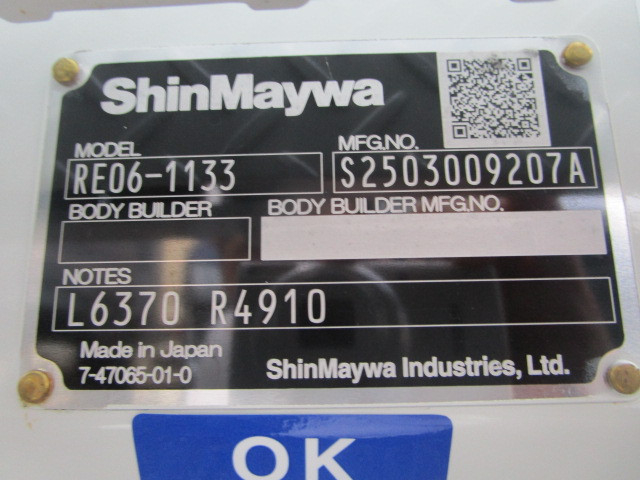 ShinMaywa
MODEL
RE06-1133
MFG.NO.
S2503009207A
BODY BUILDER
BODY BUILDER MFG.NO.
NOTES
L6370 R4910
Made in Japan
7-47065-01-0
ShinMaywa Industries, Ltd.
OK